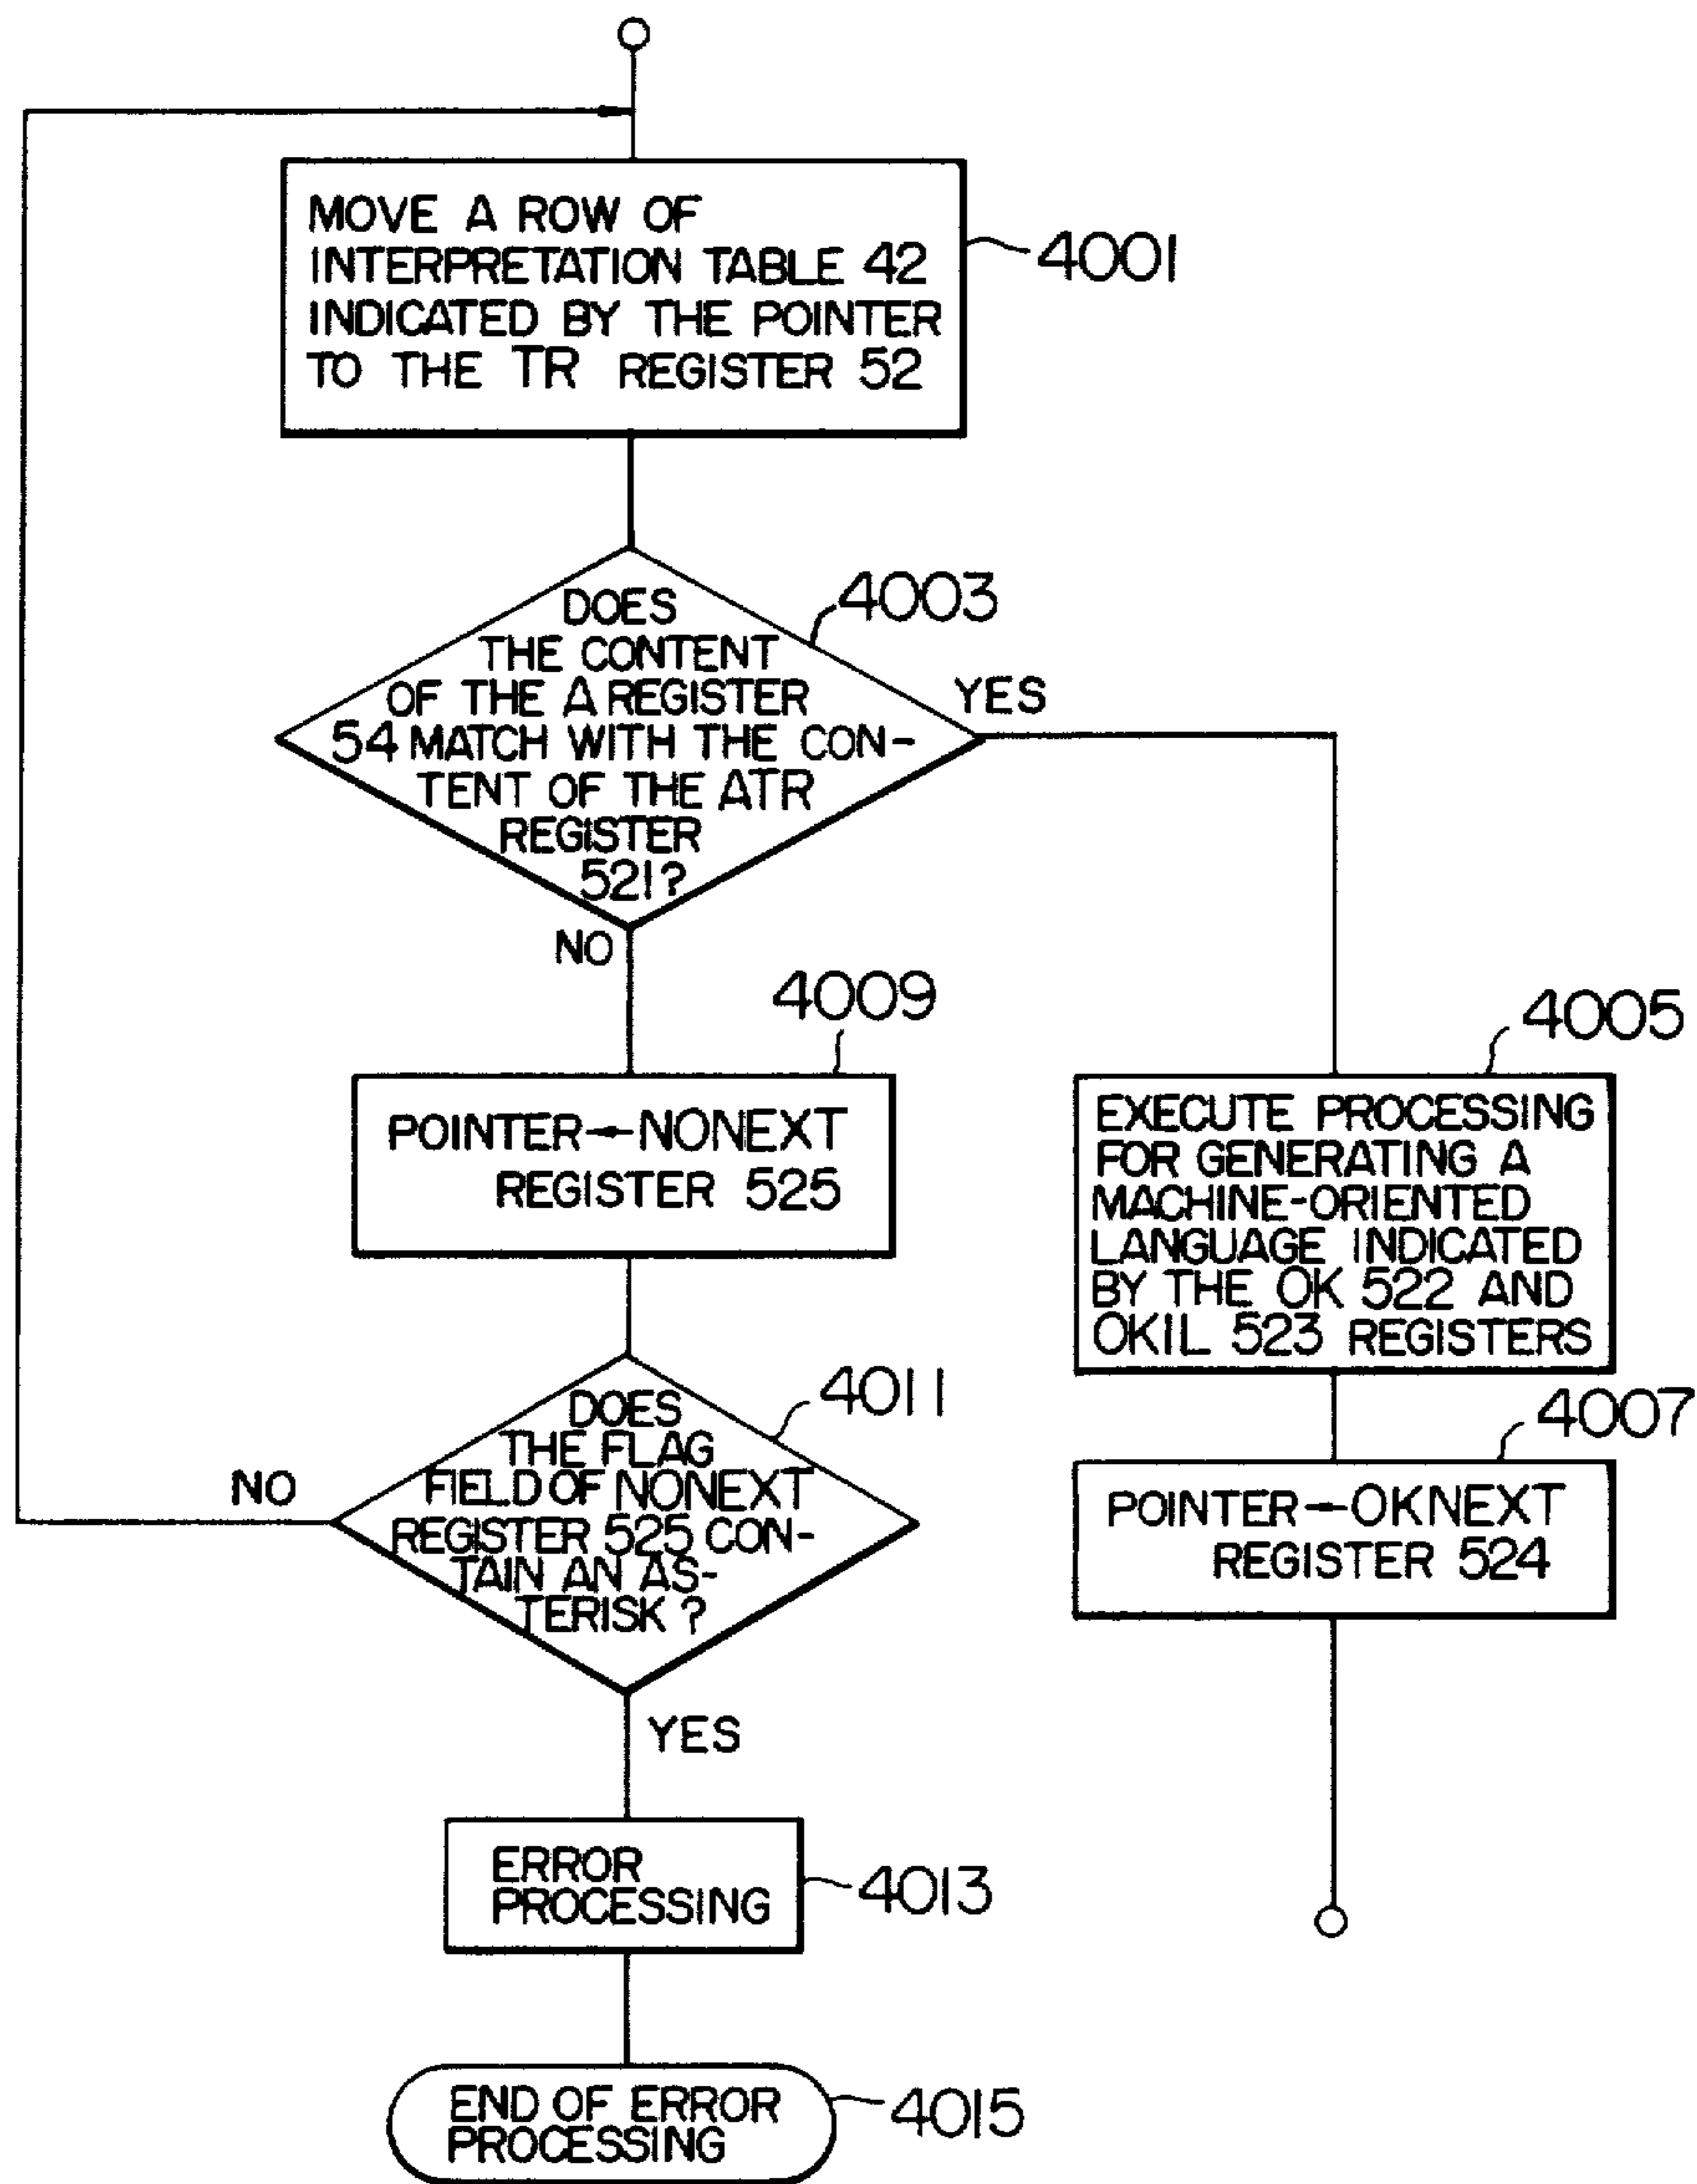 MOVE A ROW OF
INTERPRETATION TABLE 42
INDICATED BY THE POINTER
TO THE TR REGISTER 52
4001
DOES
THE CONTENT
OF THE A REGISTER
54 MATCH WITH THE CON-
TENT OF THE ATR
REGISTER
521?
4003
YES
NO
4009
POINTER←NONEXT
REGISTER 525
4005
EXECUTE PROCESSING
FOR GENERATING A
MACHINE-ORIENTED
LANGUAGE INDICATED
BY THE OK 522 AND
OKIL 523 REGISTERS
4007
POINTER←OKNEXT
REGISTER 524
4011
DOES
THE FLAG
FIELD OF NONEXT
REGISTER 525 CON-
TAIN AN AS-
TERISK?
NO
YES
ERROR
PROCESSING
4013
END OF ERROR
PROCESSING
4015